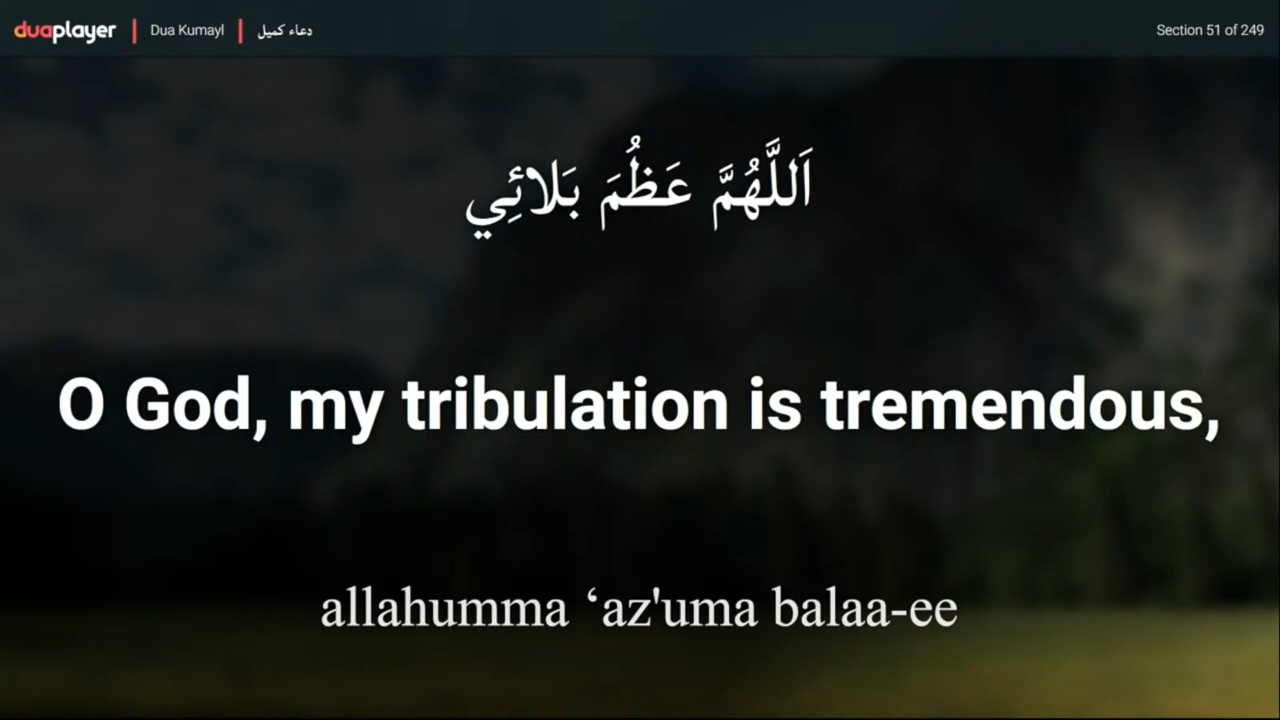 duaplayer | Dua Kumayl | دعاء كميل
Section 51 of 249
اَللَّهُمَّ عَظُمَ بَلائِي
O God, my tribulation is tremendous,
allahumma ‘az'uma balaa-ee